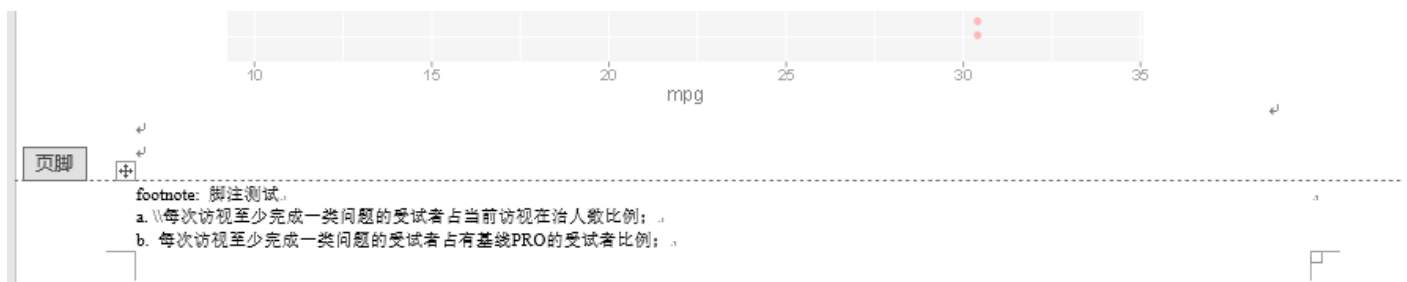 10 15 20 25 30 35
mpg
页脚
footnote: 脚注测试
a. \\每次访视至少完成一类问题的受试者占当前访视在治人数比例；
b. 每次访视至少完成一类问题的受试者占有基线PRO的受试者比例；